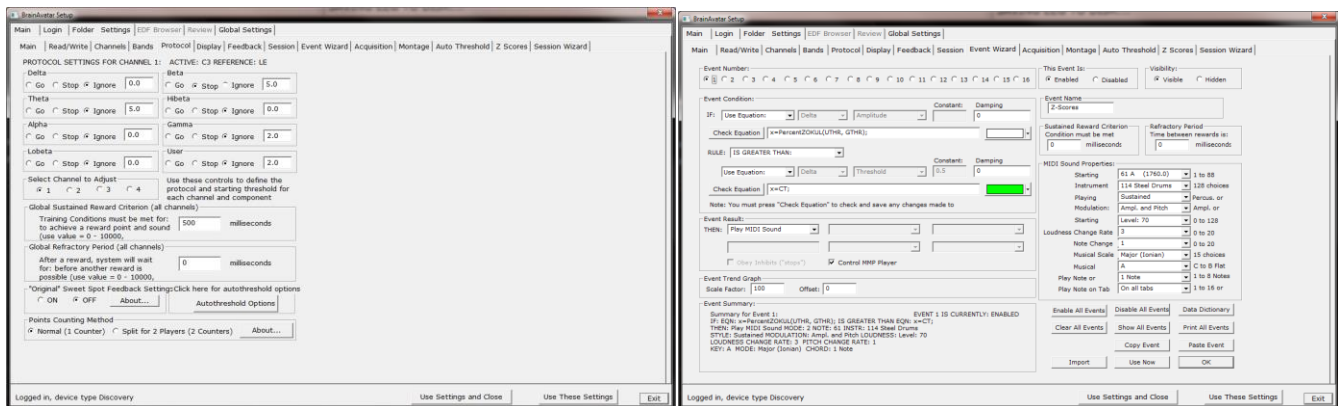 BrainAvatar Setup
Main Login Folder Settings EDF Browser Review Global Settings
Main Read/Write Channels Bands Protocol Display Feedback Session Event Wizard Acquisition Montage Auto Threshold Z Scores Session Wizard
PROTOCOL SETTINGS FOR CHANNEL 1: ACTIVE: C3 REFERENCE: LE
Delta
Go Stop Ignore 0.0
Beta
Go Stop Ignore 5.0
Theta
Go Stop Ignore 5.0
Hibeta
Go Stop Ignore 0.0
Alpha
Go Stop Ignore 0.0
Gamma
Go Stop Ignore 2.0
Lobeta
Go Stop Ignore 0.0
User
Go Stop Ignore 2.0
Select Channel to Adjust
1 2 3 4
Use these controls to define the
protocol and starting threshold for
each channel and component
Global Sustained Reward Criterion (all channels)
Training Conditions must be met for: 500 milliseconds
to achieve a reward point and sound
(use value = 0 - 10000,
Global Refractory Period (all channels)
After a reward, system will wait
for: before another reward is 0 milliseconds
possible (use value = 0 - 10000,
"Original" Sweet Spot Feedback Setting:Click here for autothreshold options
ON OFF About... Autothreshold Options
Points Counting Method
Normal (1 Counter) Split for 2 Players (2 Counters) About...
Logged in, device type Discovery Use Settings and Close Use These Settings Exit
BrainAvatar Setup
Main Login Folder Settings EDF Browser Review Global Settings
Main Read/Write Channels Bands Protocol Display Feedback Session Event Wizard Acquisition Montage Auto Threshold Z Scores Session Wizard
Event Number:
1 2 3 4 5 6 7 8 9 10 11 12 13 14 15 16
This Event Is:
Enabled Disabled
Visibility:
Visible Hidden
Event Condition:
Constant: Damping
IF: Use Equation: Delta Amplitude 0
Check Equation x=PercentZOKUL(UTHR, GTHR);
RULE: IS GREATER THAN:
Constant: Damping
Use Equation: Delta Threshold 0.5 0
Check Equation x=CT;
Note: You must press "Check Equation" to check and save any changes made to
Event Result:
THEN: Play MIDI Sound
Obey Inhibits ("stops") Control MMP Player
Event Trend Graph
Scale Factor: 100 Offset: 0
Event Summary:
Summary for Event 1: EVENT 1 IS CURRENTLY: ENABLED
IF: EQN: x=PercentZOKUL(UTHR, GTHR); IS GREATER THAN EQN: x=CT;
THEN: Play MIDI Sound MODE: 2 NOTE: 61 INSTR: 114 Steel Drums
STYLE: Sustained MODULATION: Ampl. and Pitch LOUDNESS: Level: 70
LOUDNESS CHANGE RATE: 3 PITCH CHANGE RATE: 1
KEY: A MODE: Major (Ionian) CHORD: 1 Note
Event Name
Z-Scores
Sustained Reward Criterion
Condition must be met
0 milliseconds
Refractory Period
Time between rewards is:
0 milliseconds
MIDI Sound Properties:
Starting 61 A (1760.0) 1 to 88
Instrument 114 Steel Drums 128 choices
Playing Sustained Percus. or
Modulation: Ampl. and Pitch Ampl. or
Starting Level: 70 0 to 128
Loudness Change Rate 3 0 to 20
Note Change 1 0 to 20
Musical Scale Major (Ionian) 15 choices
Musical A C to B Flat
Play Note or 1 Note 1 to 8 Notes
Play Note on Tab On all tabs 1 to 16 or
Enable All Events Disable All Events Data Dictionary
Clear All Events Show All Events Print All Events
Copy Event Paste Event
Import Use Now OK
Logged in, device type Discovery Use Settings and Close Use These Settings Exit